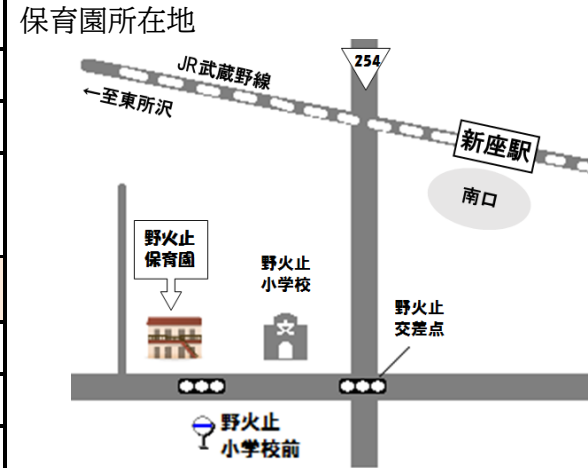 保育園所在地
254
JR武蔵野線
←至東所沢
新座駅
南口
野火止
保育園
野火止
小学校
文
野火止
交差点
野火止
小学校前